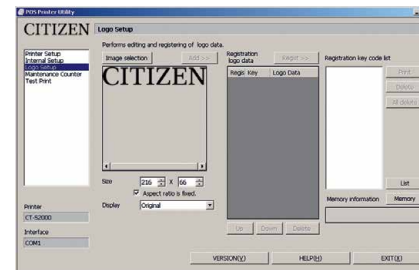 POS Printer Utility
CITIZEN
Logo Setup
Printer Setup
Internal Setup
Logo Setup
Maintenance Counter
Test Print
Performs editing and registering of logo data.
Image selection
Add >>
CITIZEN
Size
216 X 66
Aspect ratio is fixed.
Display
Original
Registration
logo data
Regist >>
Regis Key
Logo Data
Up
Down
Delete
Registration key code list
Print
Delete
All delete
List
Memory information
Memory
Printer
CT-S2000
Interface
COM1
VERSION(V)
HELP(H)
EXIT(X)